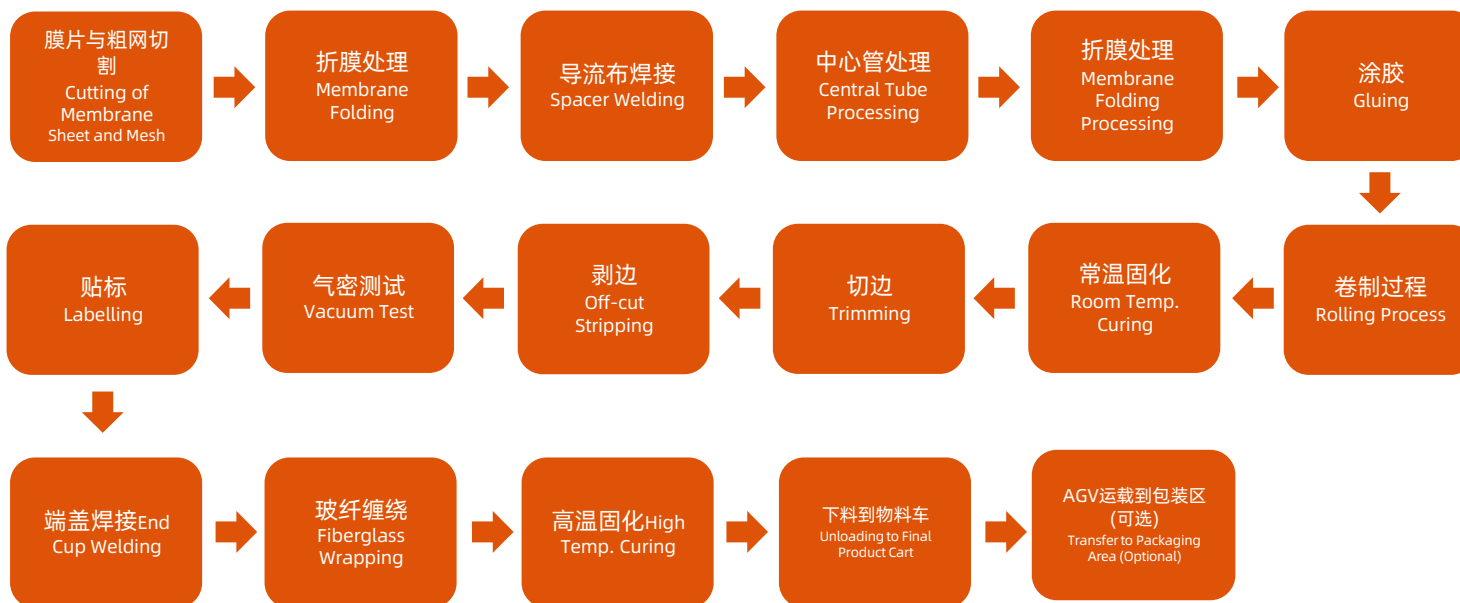 膜片与粗网切
割
Cutting of
Membrane
Sheet and Mesh
折膜处理
Membrane
Folding
导流布焊接
Spacer Welding
中心管处理
Central Tube
Processing
折膜处理
Membrane
Folding
Processing
涂胶
Gluing
卷制过程
Rolling Process
常温固化
Room Temp.
Curing
切边
Trimming
剥边
Off-cut
Stripping
气密测试
Vacuum Test
贴标
Labelling
端盖焊接End
Cup Welding
玻纤缠绕
Fiberglass
Wrapping
高温固化High
Temp. Curing
下料到物料车
Unloading to Final
Product Cart
AGV运载到包装区
(可选)
Transfer to Packaging
Area (Optional)